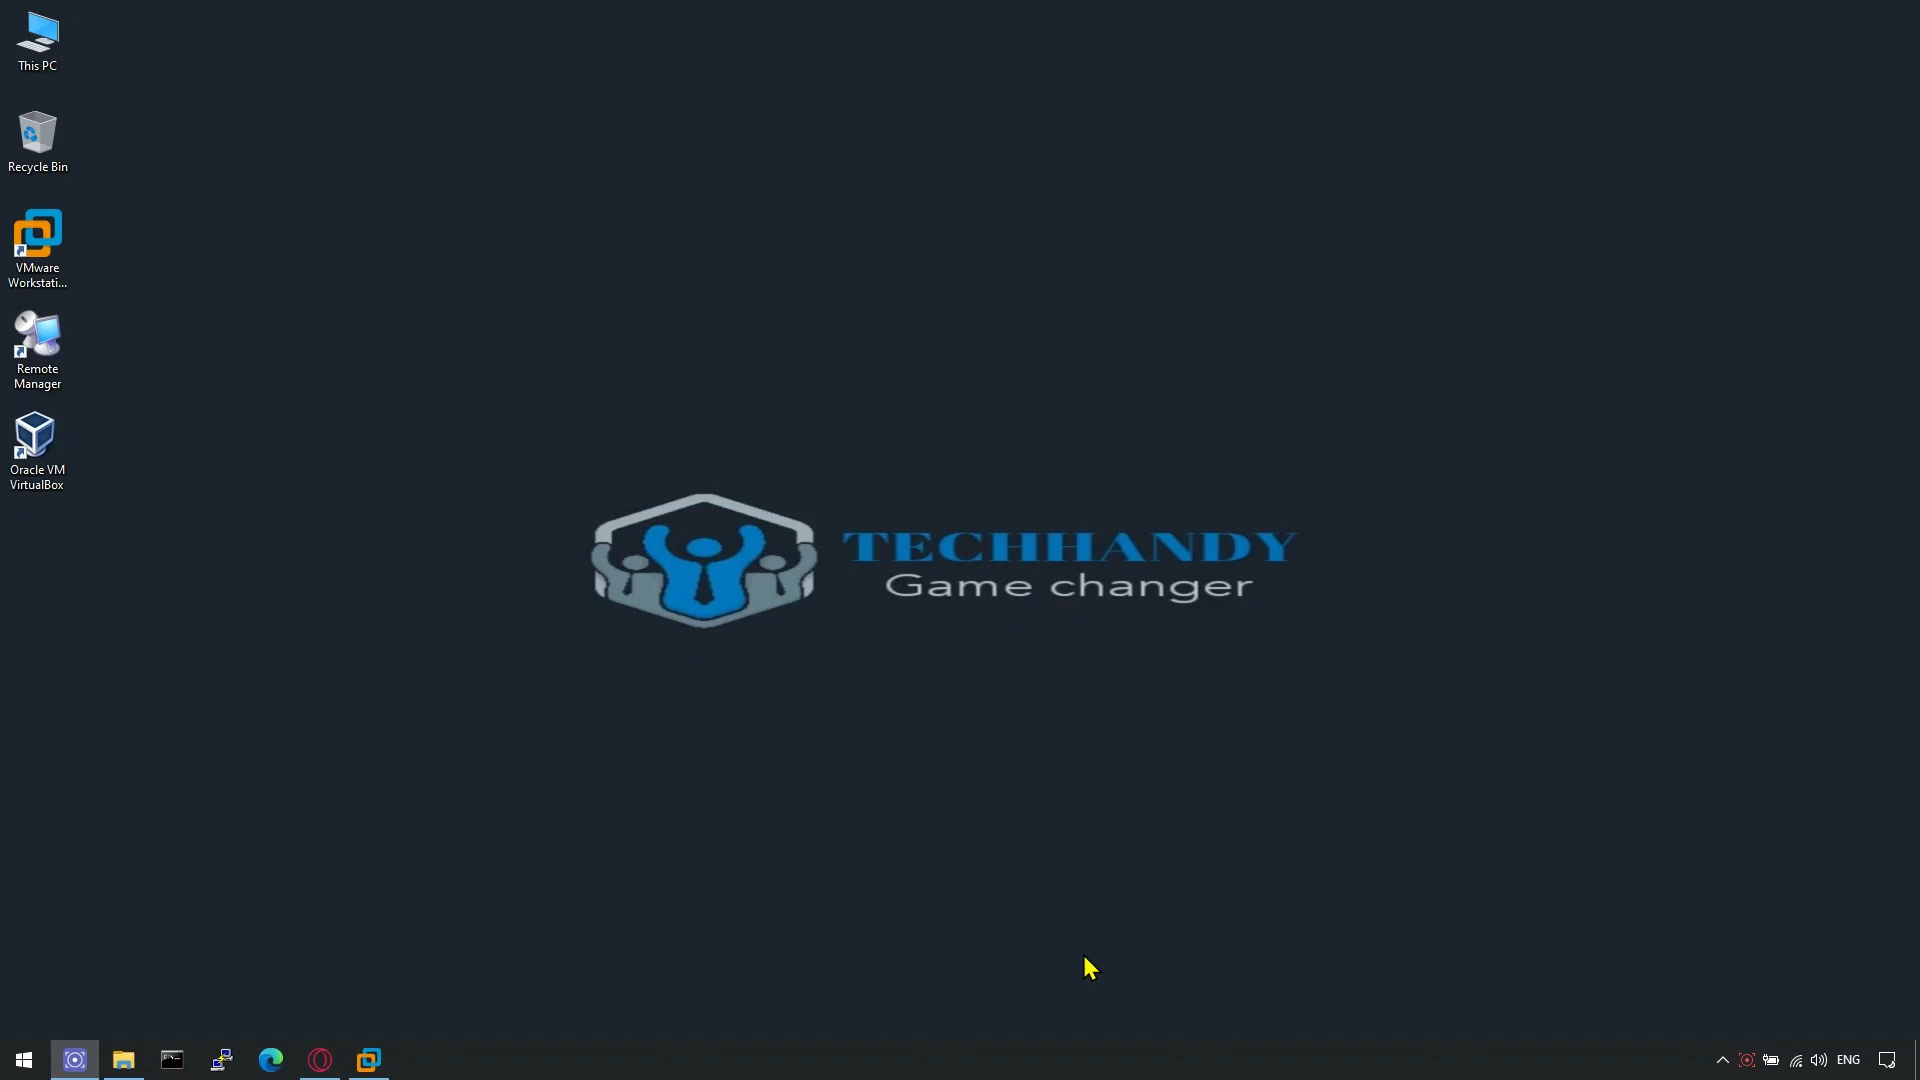 This PC
Recycle Bin
VMware
Workstati...
Remote
Manager
Oracle VM
VirtualBox
TECHHANDY
Game changer
ENG